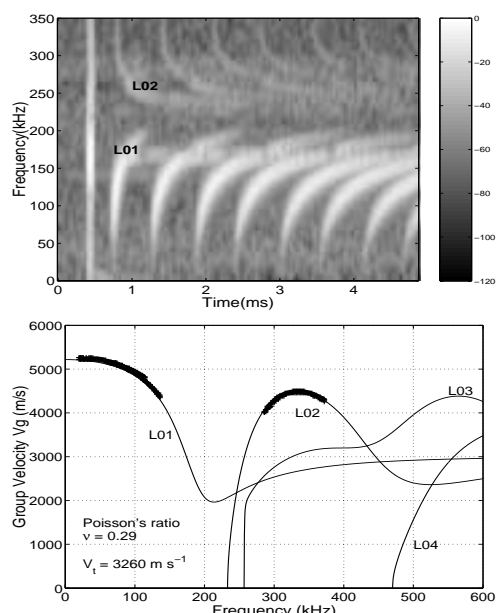 350
300
250
200
150
100
50
0
Frequency(kHz)
L02
L01
0
1
2
3
4
Time(ms)
0
−20
−40
−60
−80
−100
−120
6000
5000
4000
3000
2000
1000
0
Group Velocity Vg (m/s)
L01
L02
L03
L04
Poisson's ratio
ν = 0.29
Vt = 3260 m s−1
0
200
300
400
500
600
Frequency (kHz)